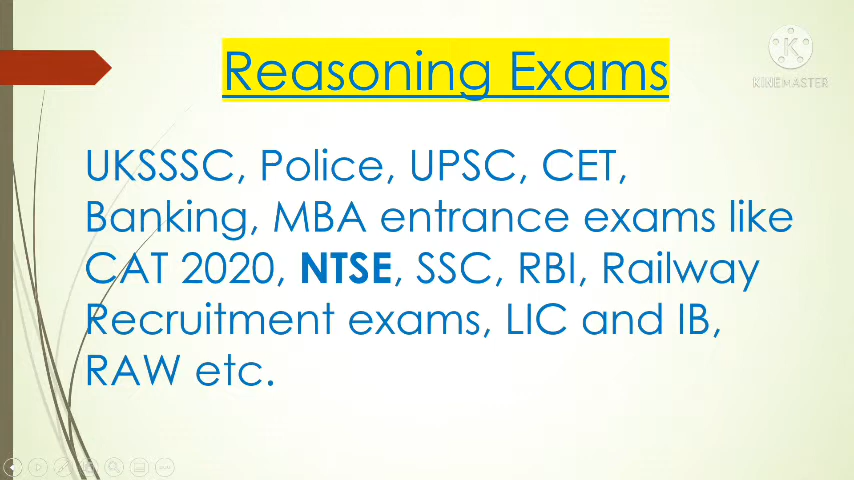 Reasoning Exams
K
KINEMASTER
UKSSSC, Police, UPSC, CET,
Banking, MBA entrance exams like
CAT 2020, NTSE, SSC, RBI, Railway
Recruitment exams, LIC and IB,
RAW etc.